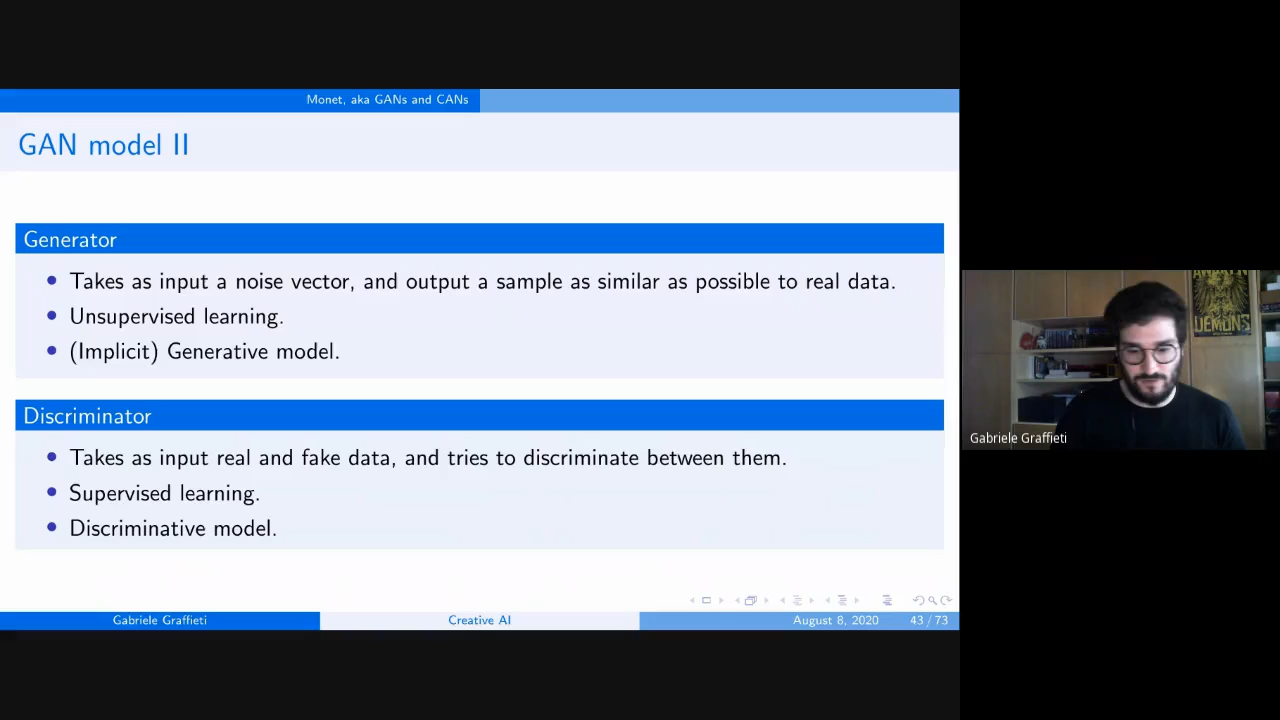 Monet, aka GANs and CANs
GAN model II
Generator
Takes as input a noise vector, and output a sample as similar as possible to real data.
Unsupervised learning.
(Implicit) Generative model.
Discriminator
Takes as input real and fake data, and tries to discriminate between them.
Supervised learning.
Discriminative model.
Gabriele Graffieti
Creative AI
August 8, 2020
43 / 73
DEMONS
Gabriele Graffieti